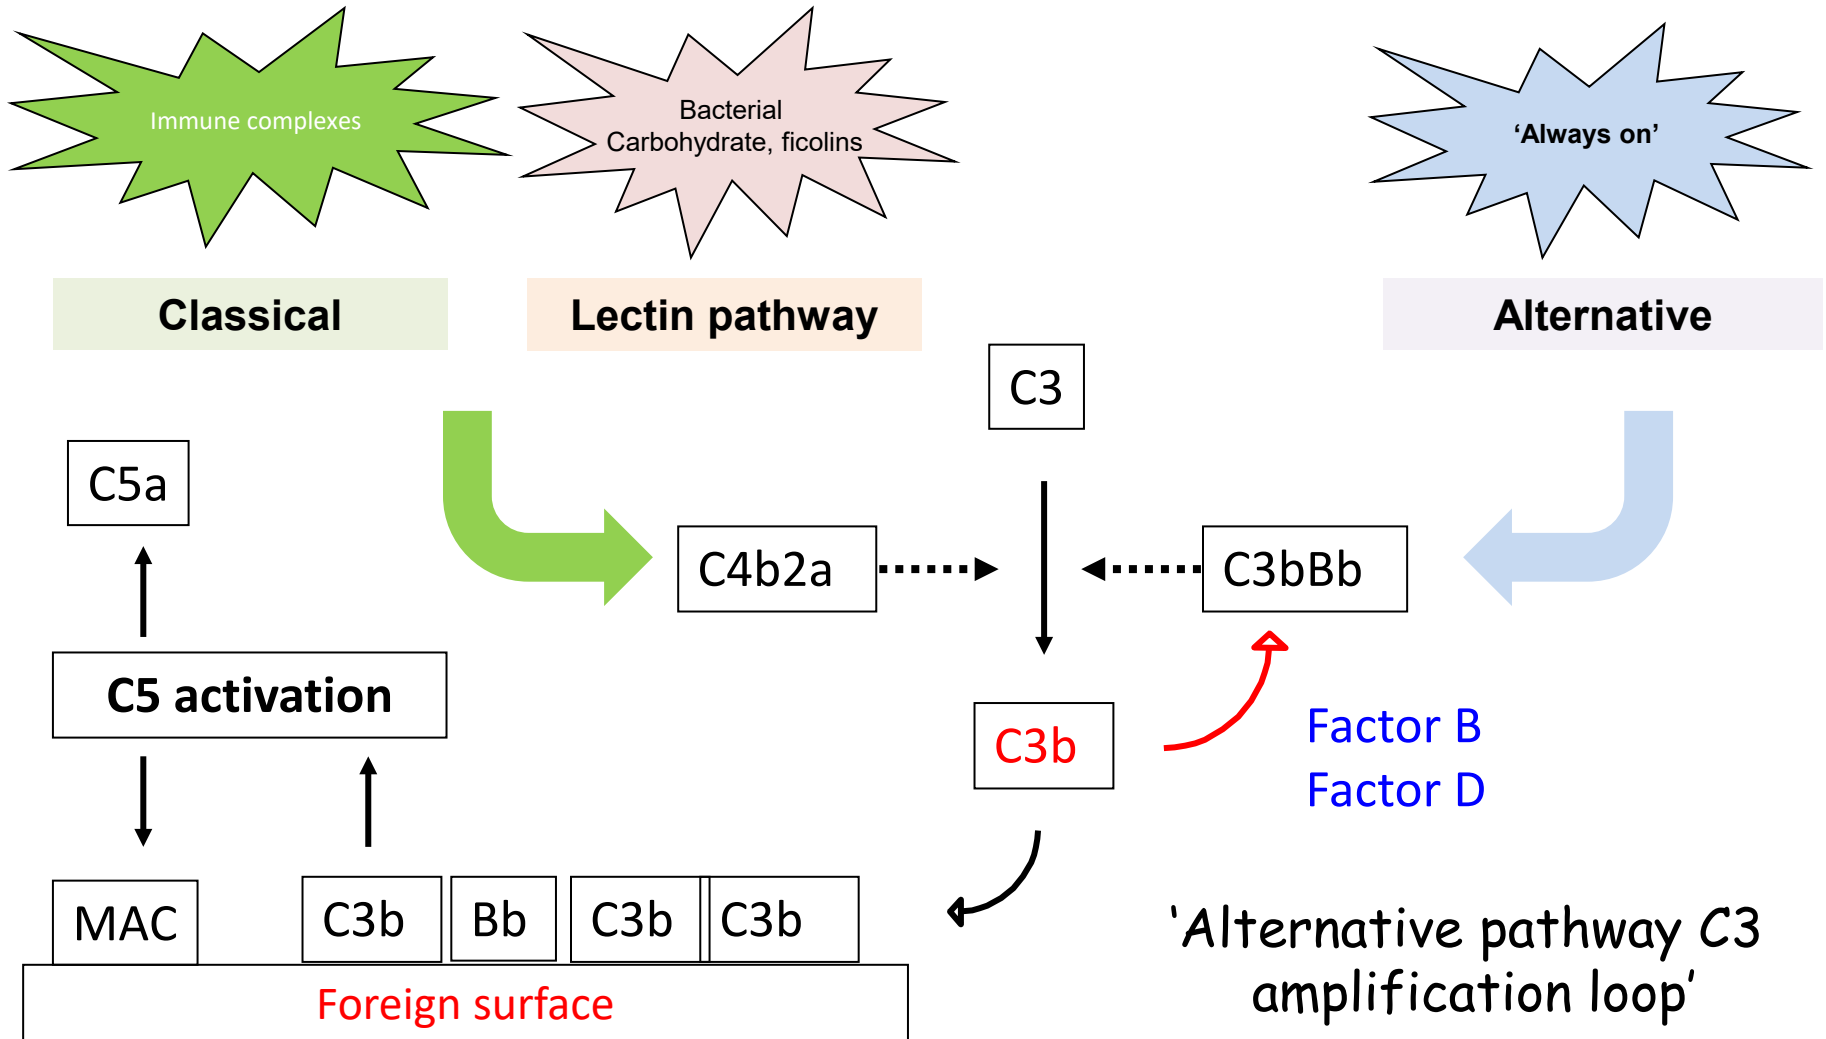 Immune complexes
Bacterial
Carbohydrate, ficolins
‘Always on’
Classical
Lectin pathway
Alternative
C3
C5a
C4b2a
C3bBb
C5 activation
C3b
Factor B
Factor D
MAC
C3b
Bb
C3b
C3b
Foreign surface
‘Alternative pathway C3
amplification loop’